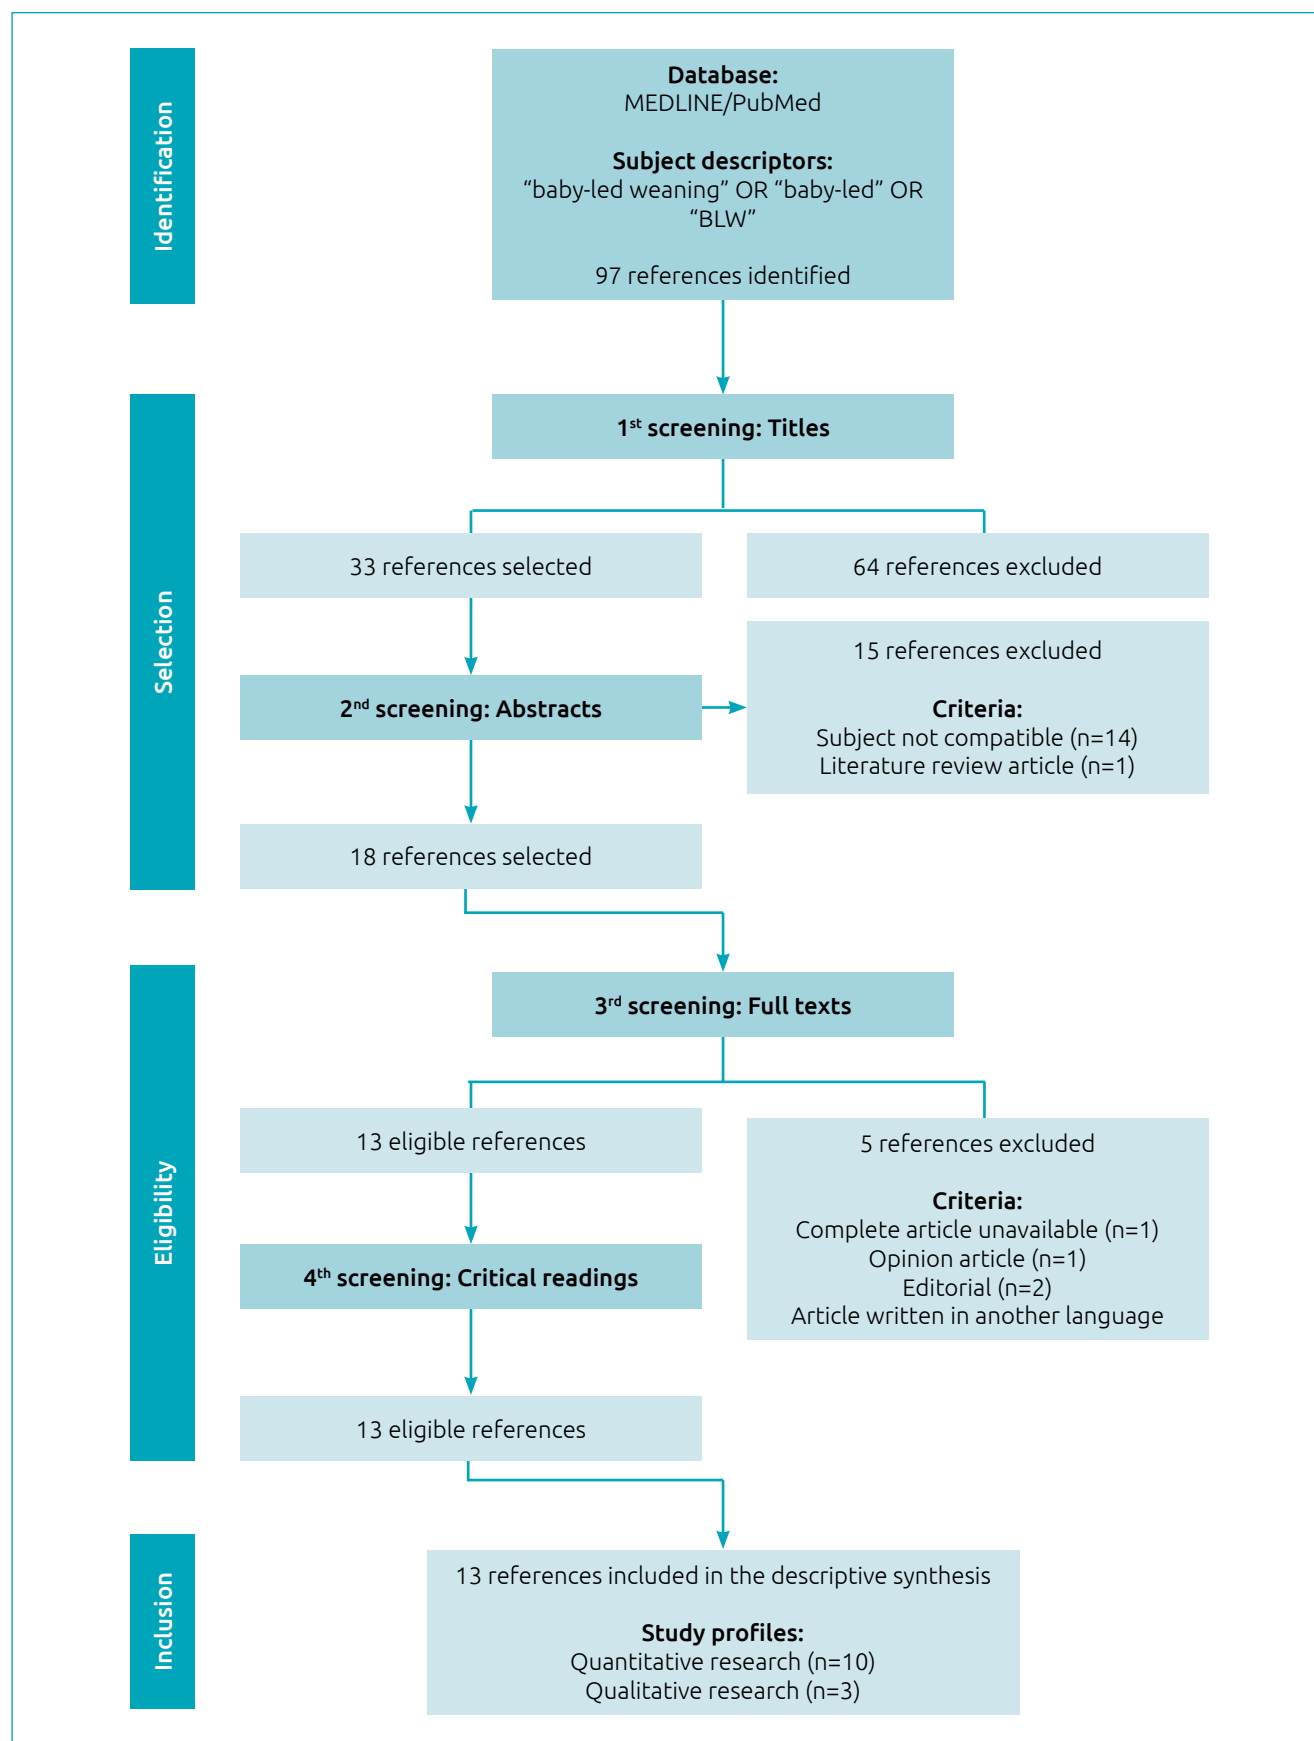 Identification
Database:
MEDLINE/PubMed
Subject descriptors:
“baby-led weaning” OR “baby-led” OR
“BLW”
97 references identified
Selection
1st screening: Titles
33 references selected
64 references excluded
2nd screening: Abstracts
15 references excluded
Criteria:
Subject not compatible (n=14)
Literature review article (n=1)
18 references selected
Eligibility
3rd screening: Full texts
13 eligible references
5 references excluded
Criteria:
Complete article unavailable (n=1)
Opinion article (n=1)
Editorial (n=2)
Article written in another language
4th screening: Critical readings
13 eligible references
Inclusion
13 references included in the descriptive synthesis
Study profiles:
Quantitative research (n=10)
Qualitative research (n=3)